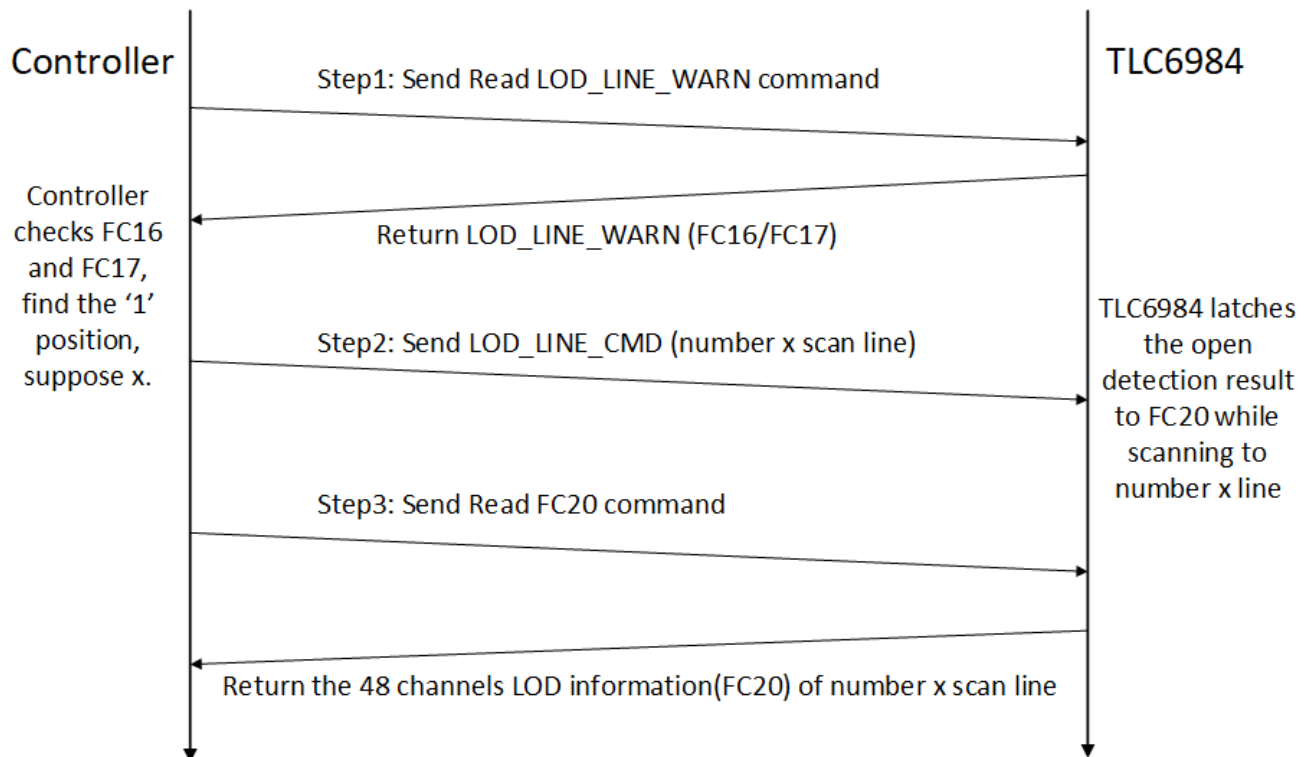 Controller
TLC6984
Step1: Send Read LOD_LINE_WARN command
Controller
checks FC16
and FC17,
find the ‘1’
position,
suppose x.
Return LOD_LINE_WARN (FC16/FC17)
Step2: Send LOD_LINE_CMD (number x scan line)
TLC6984 latches
the open
detection result
to FC20 while
scanning to
number x line
Step3: Send Read FC20 command
Return the 48 channels LOD information(FC20) of number x scan line